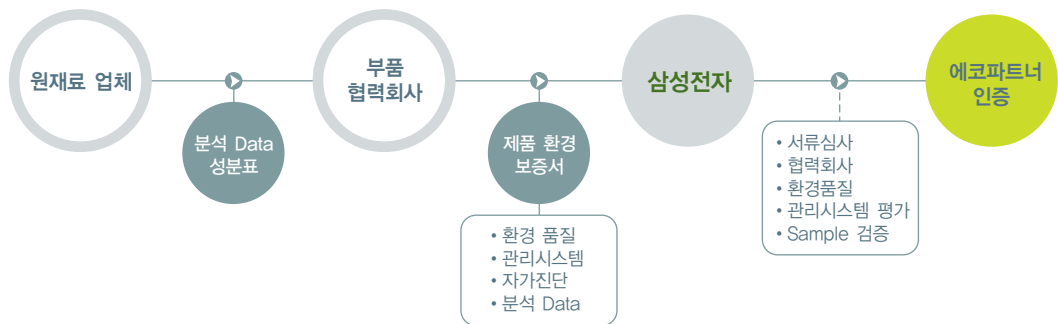 원재료 업체
분석 Data
성분표
부품
협력회사
제품 환경
보증서
• 환경 품질
• 관리시스템
• 자가진단
• 분석 Data
삼성전자
• 서류심사
• 협력회사
• 환경품질
• 관리시스템 평가
• Sample 검증
에코파트너
인증